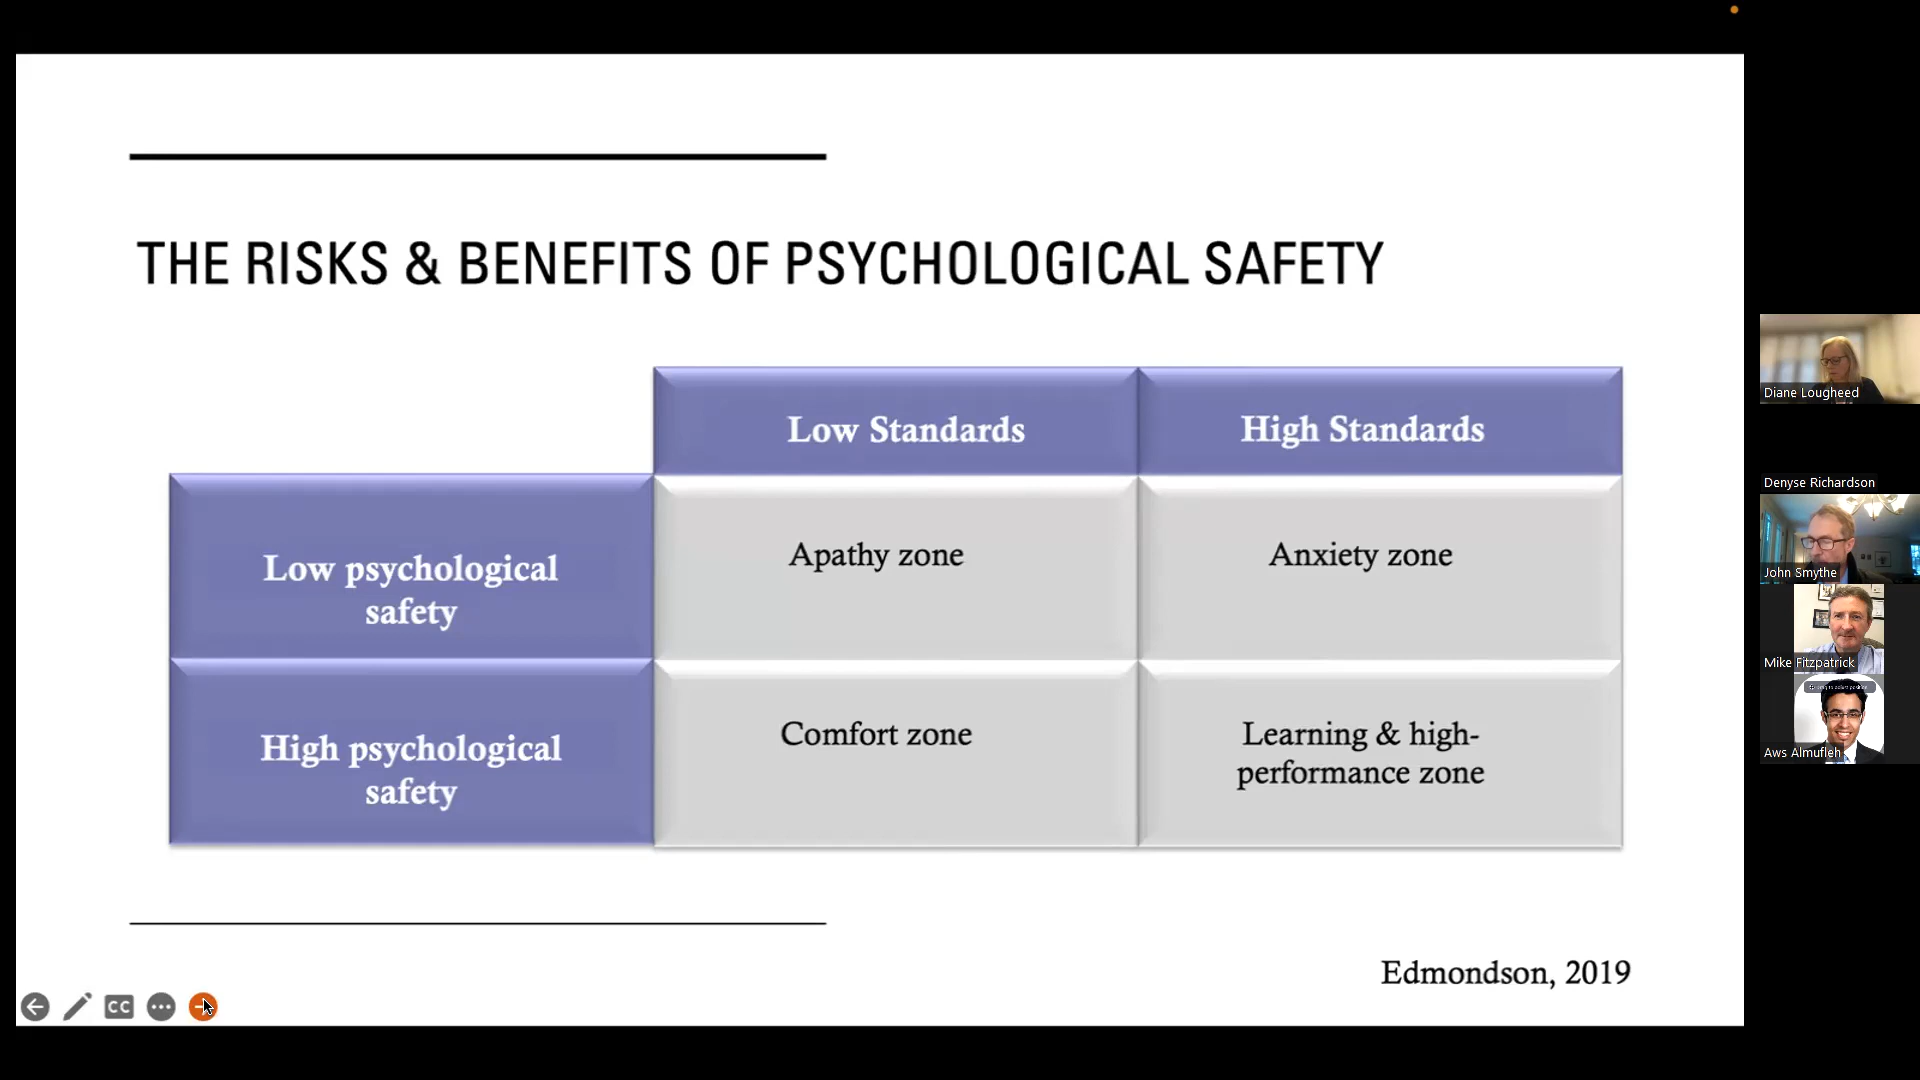 THE RISKS & BENEFITS OF PSYCHOLOGICAL SAFETY
Low Standards
High Standards
Low psychological
safety
Apathy zone
Anxiety zone
High psychological
safety
Comfort zone
Learning & high-
performance zone
Edmondson, 2019
CC
Diane Lougheed
Denyse Richardson
John Smythe
Mike Fitzpatrick
Aws Almufleh